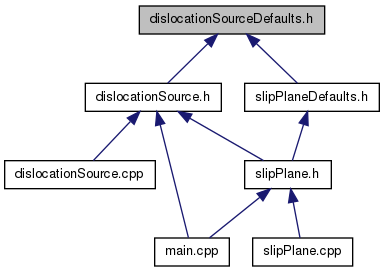 dislocationSourceDefaults.h
dislocationSource.h
slipPlaneDefaults.h
dislocationSource.cpp
slipPlane.h
main.cpp
slipPlane.cpp